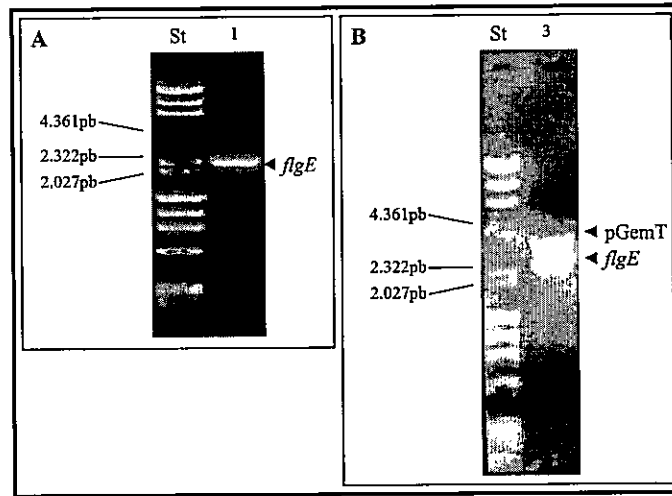 A
St 1
4.361pb
2.322pb
2.027pb
flgE
B
St 3
4.361pb
2.322pb
2.027pb
pGemT
flgE